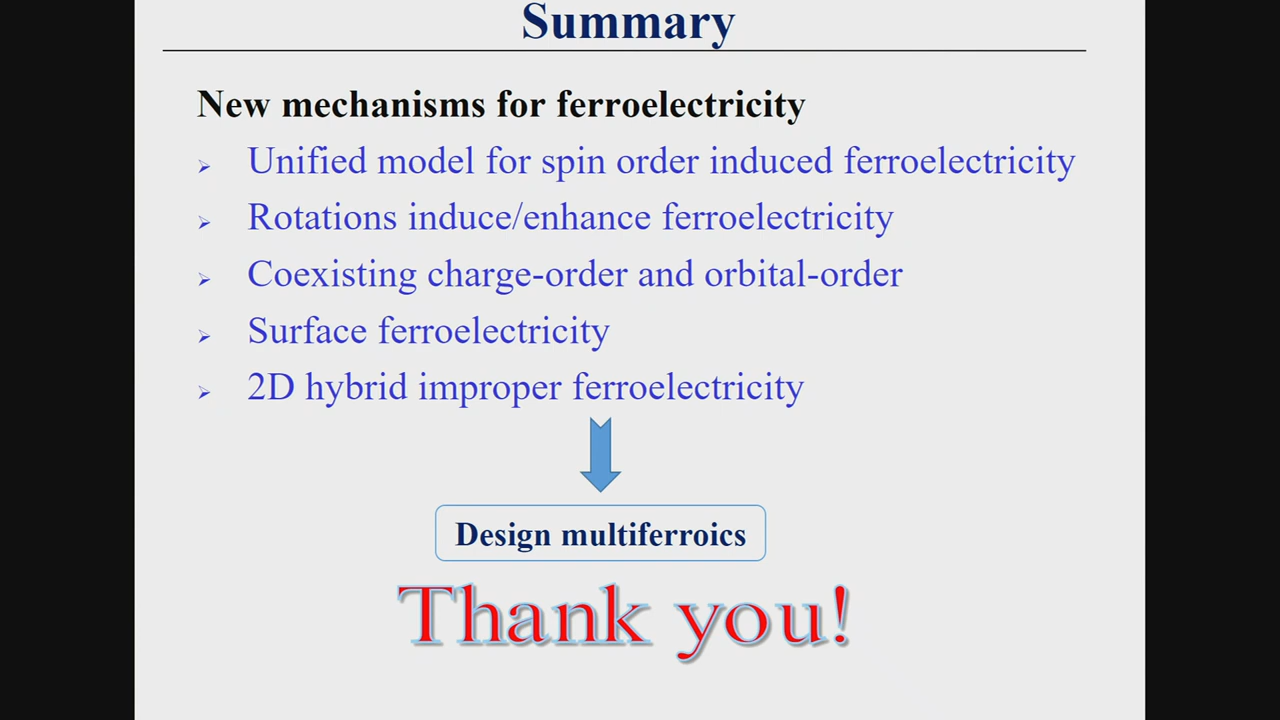 Summary
New mechanisms for ferroelectricity
Unified model for spin order induced ferroelectricity
Rotations induce/enhance ferroelectricity
Coexisting charge-order and orbital-order
Surface ferroelectricity
2D hybrid improper ferroelectricity
Design multiferroics
Thank you!